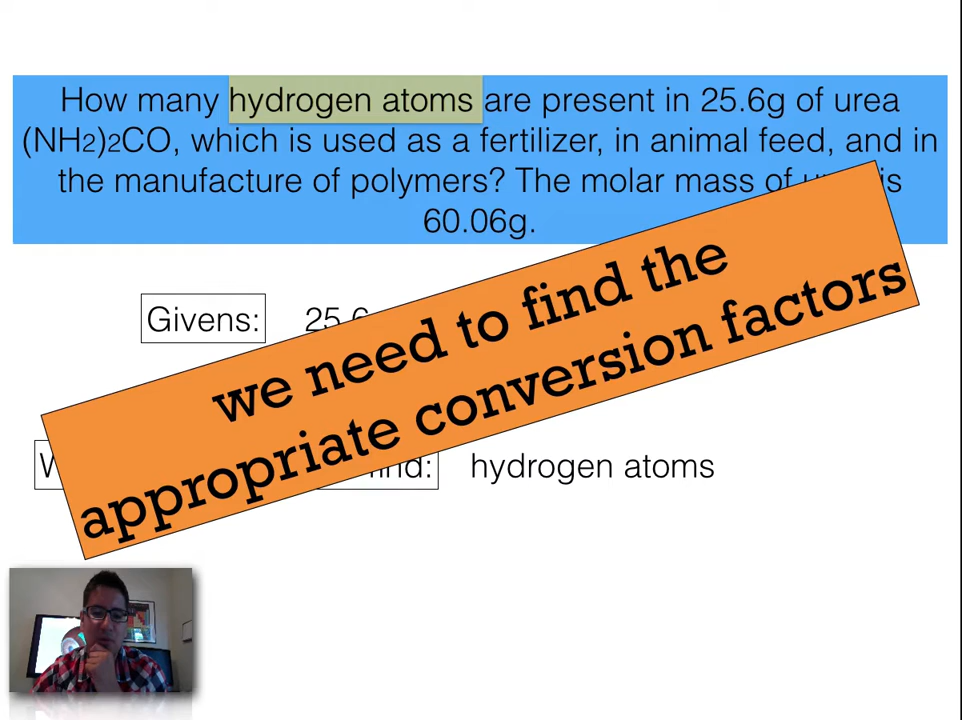 How many hydrogen atoms are present in 25.6g of urea
(NH2)2CO, which is used as a fertilizer, in animal feed, and in
the manufacture of polymers? The molar mass of is
60.06g.
we need to find the
appropriate conversion factors
Givens:
hydrogen atoms